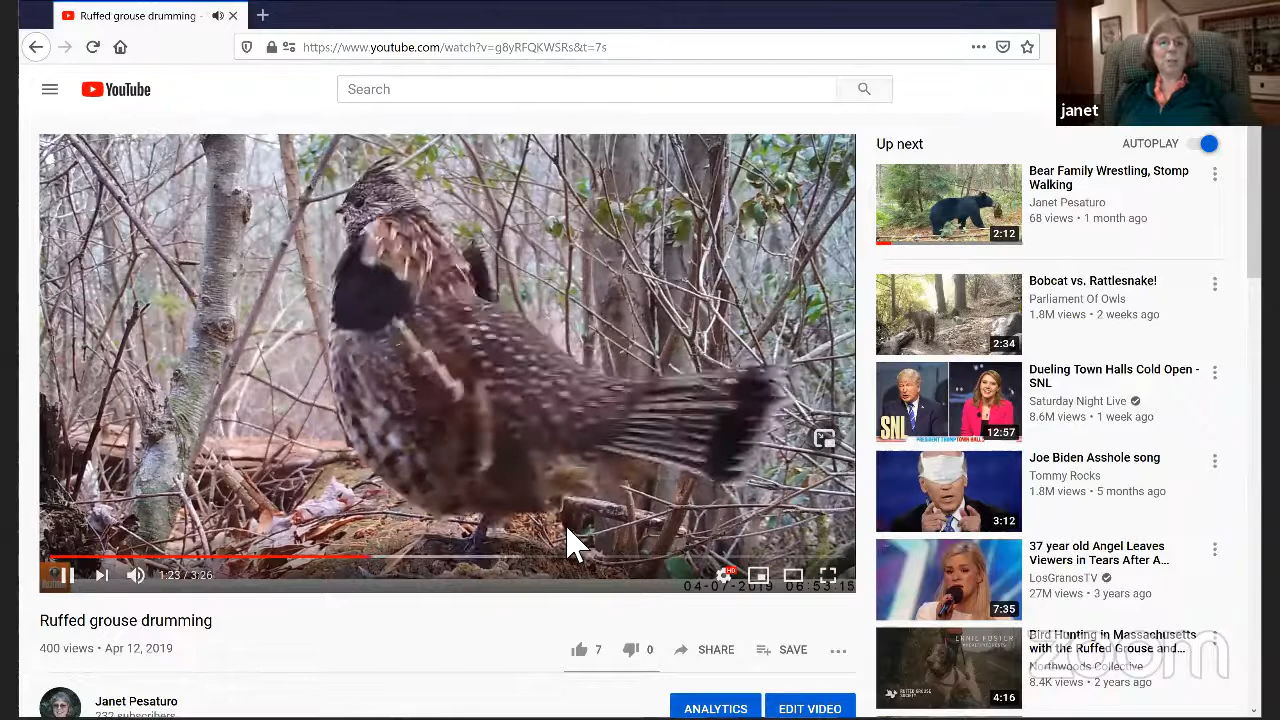 Ruffed grouse drumming -
https://www.youtube.com/watch?v=g8yRFQKWSRs&t=7s
janet
YouTube
Search
Up next
AUTOPLAY
Bear Family Wrestling, Stomp
Walking
Janet Pesaturo
68 views • 1 month ago
2:12
Bobcat vs. Rattlesnake!
Parliament Of Owls
1.8M views • 2 weeks ago
2:34
Dueling Town Halls Cold Open -
SNL
Saturday Night Live
8.6M views • 1 week ago
SNL
12:57
Joe Biden Asshole song
Tommy Rocks
1.8M views • 5 months ago
3:12
37 year old Angel Leaves
Viewers in Tears After A...
LosGranosTV
27M views • 3 years ago
7:35
Bird Hunting in Massachusetts
with the Ruffed Grouse and...
Northwoods Collective
8.4K views • 2 years ago
4:16
zoom
1:23 / 3:26
HD
04-07-2019 06:53:15
Ruffed grouse drumming
400 views • Apr 12, 2019
7
0
SHARE
SAVE
Janet Pesaturo
232 subscribers
ANALYTICS
EDIT VIDEO